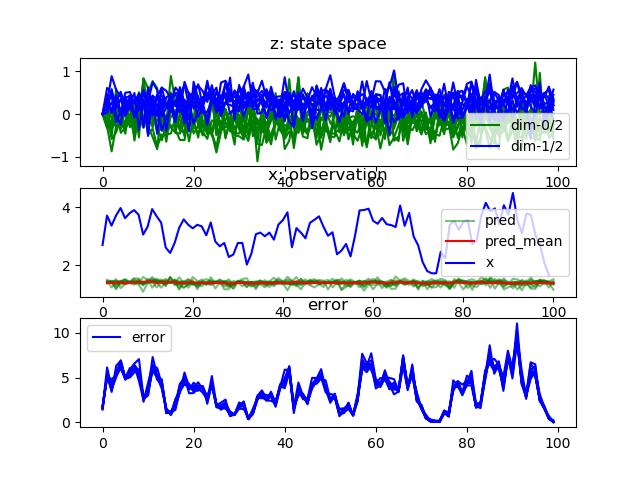 z: state space
1
0
−1
dim-0/2
dim-1/2
0 20 40 60 80 100
x: observation
4
2
pred
pred_mean
x
0 20 40 60 80 100
error
10
5
0
error
0 20 40 60 80 100